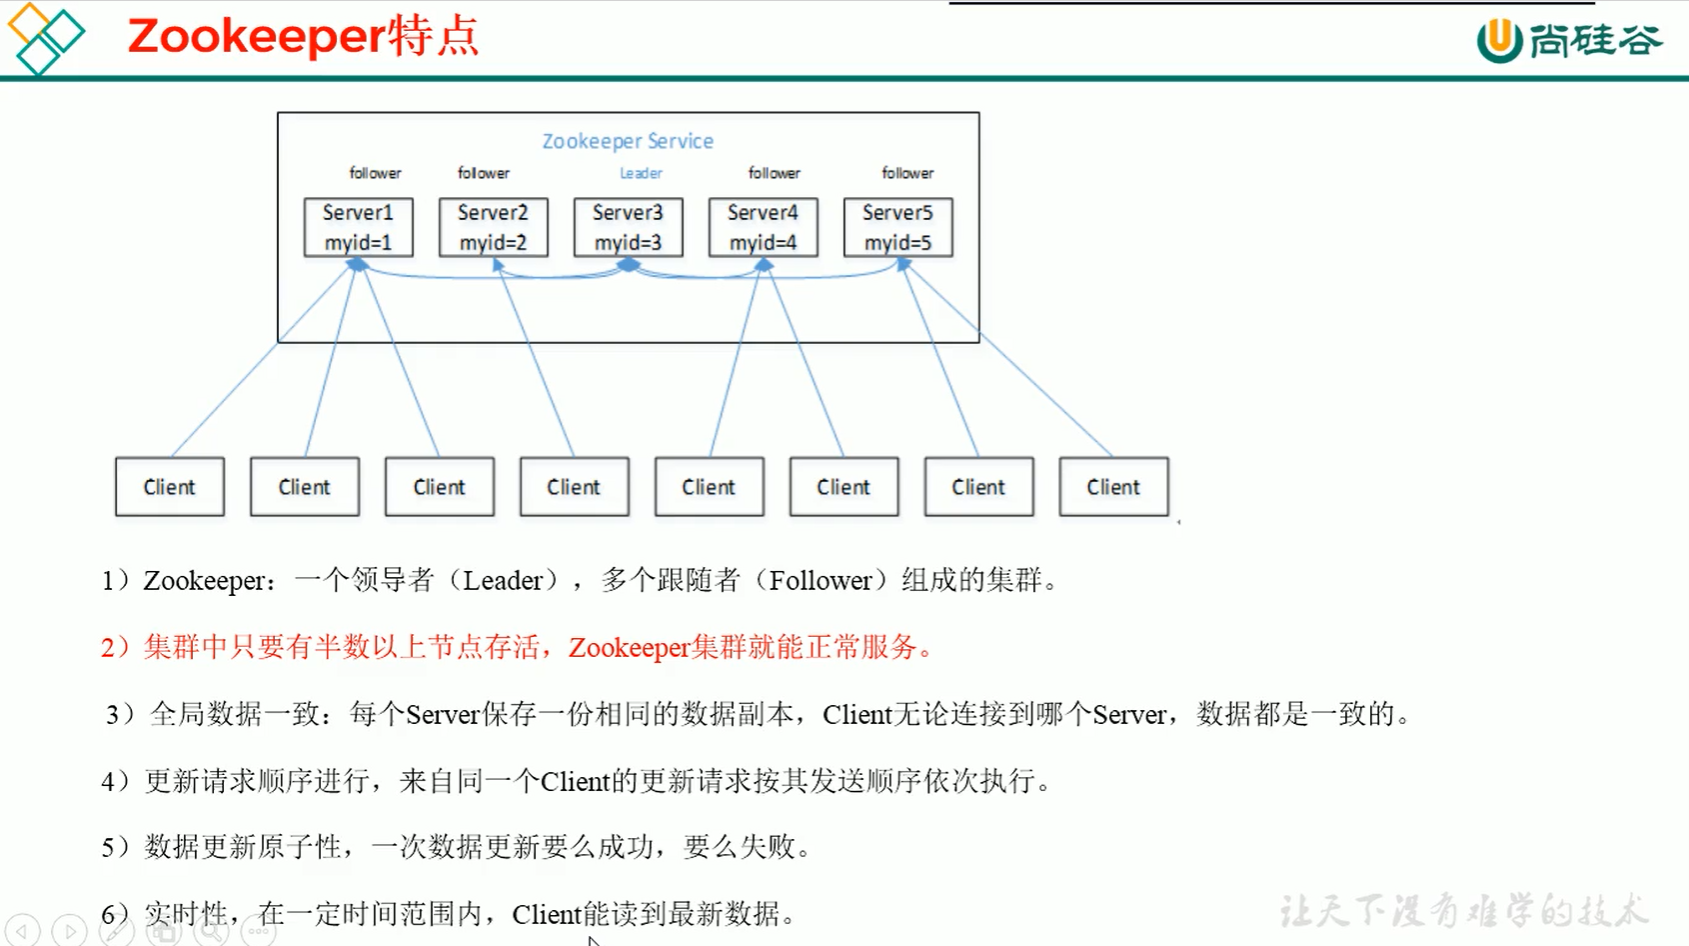 Zookeeper特点
尚硅谷
Zookeeper Service
follower follower Leader follower follower
Server1 Server2 Server3 Server4 Server5
myid=1 myid=2 myid=3 myid=4 myid=5
Client Client Client Client Client Client Client Client
1）Zookeeper：一个领导者（Leader），多个跟随者（Follower）组成的集群。
2）集群中只要有半数以上节点存活，Zookeeper集群就能正常服务。
3）全局数据一致：每个Server保存一份相同的数据副本，Client无论连接到哪个Server，数据都是一致的。
4）更新请求顺序进行，来自同一个Client的更新请求按其发送顺序依次执行。
5）数据更新原子性，一次数据更新要么成功，要么失败。
6）实时性，在一定时间范围内，Client能读到最新数据。
让天下没有难学的技术